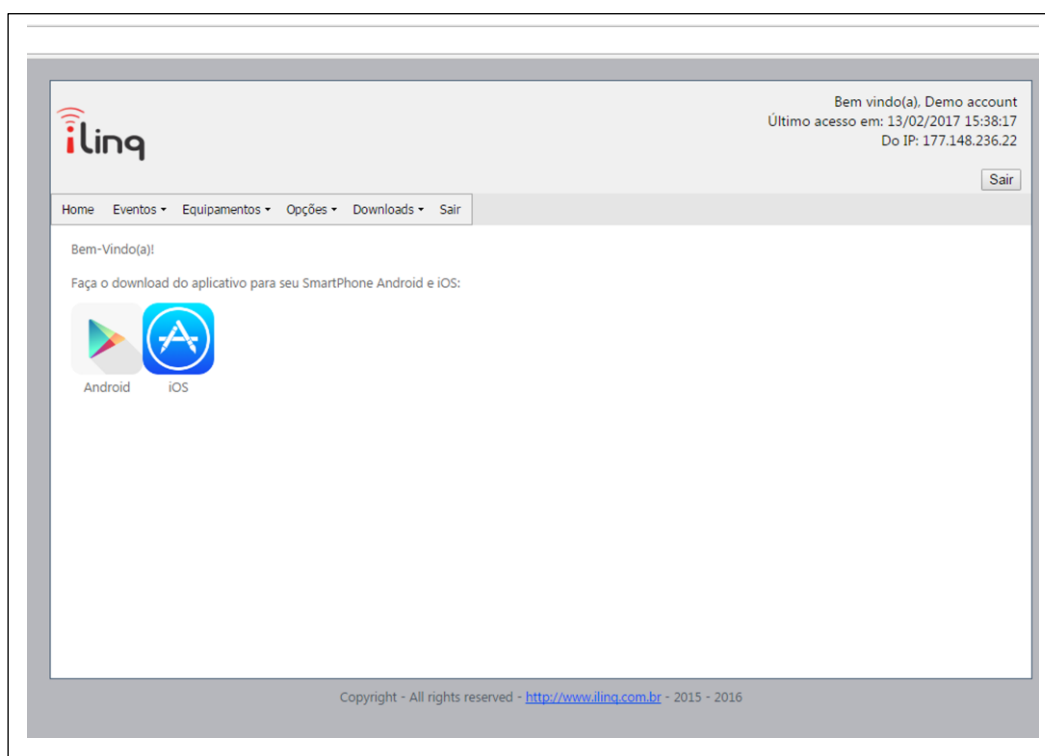 ilinq
Bem vindo(a), Demo account
Último acesso em: 13/02/2017 15:38:17
Do IP: 177.148.236.22
Sair
Home Eventos Equipamentos Opções Downloads Sair
Bem-Vindo(a)!
Faça o download do aplicativo para seu SmartPhone Android e iOS:
Android iOS
Copyright - All rights reserved - http://www.ilinq.com.br - 2015 - 2016